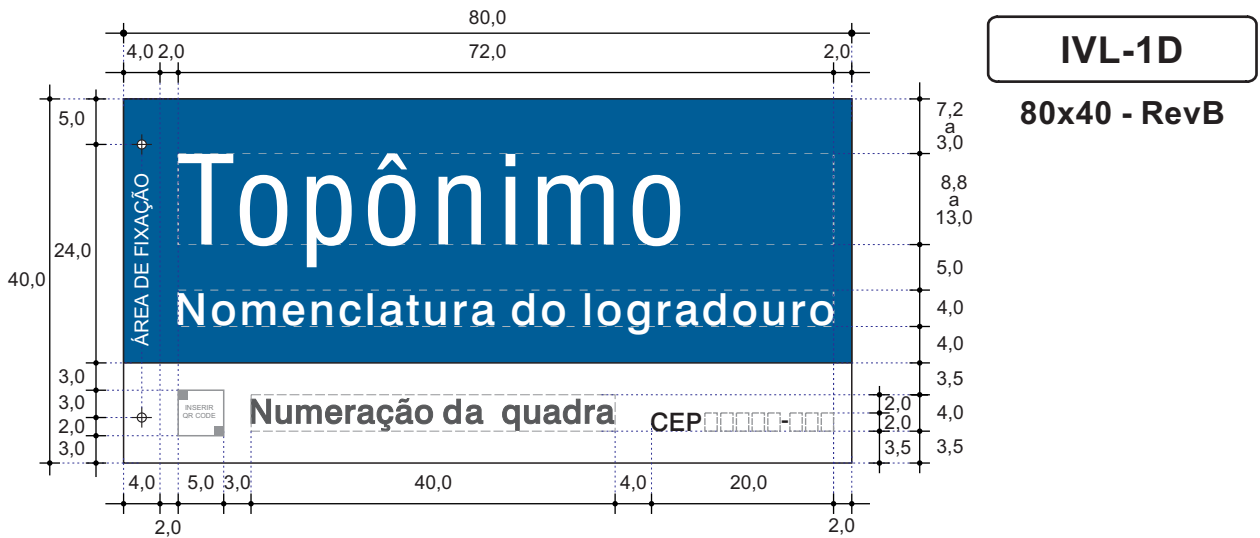 80,0
4,0 2,0 72,0 2,0
IVL-1D
80x40 - RevB
5,0
24,0
40,0
3,0
3,0
2,0
3,0
ÁREA DE FIXAÇÃO
Topônimo
Nomenclatura do logradouro
INSERIR
QR CODE
Numeração da quadra
CEP -
7,2
a
3,0
8,8
a
13,0
5,0
4,0
4,0
3,5
4,0
3,5
2,0
2,0
3,5
4,0 5,0 3,0 40,0 4,0 20,0
2,0 2,0